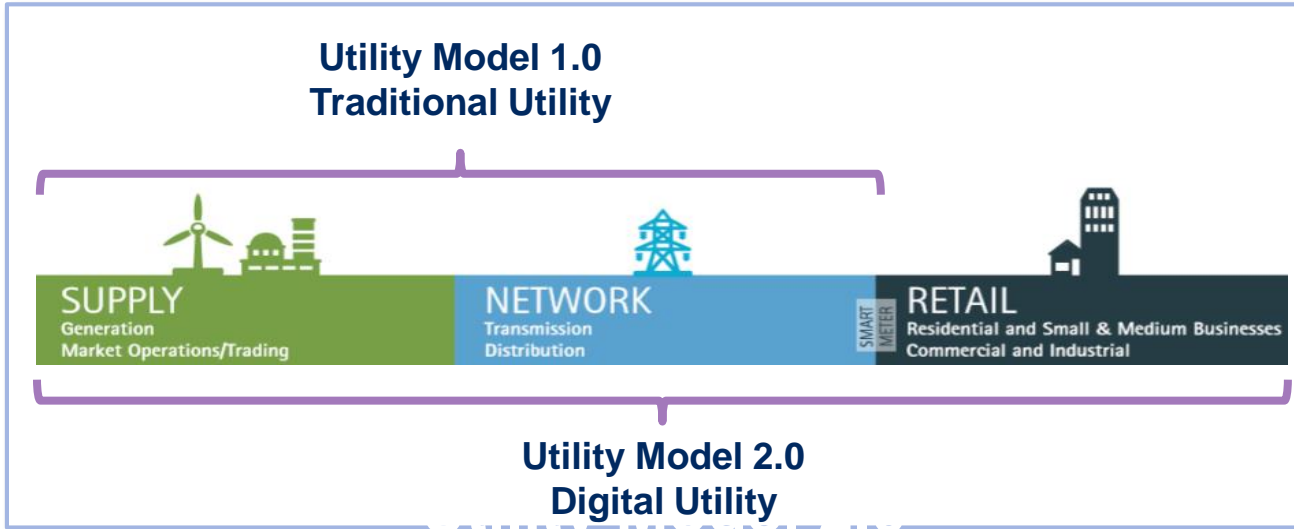 Utility Model 1.0
Traditional Utility
SUPPLY
Generation
Market Operations/Trading
NETWORK
Transmission
Distribution
SMART
METER
RETAIL
Residential and Small & Medium Businesses
Commercial and Industrial
Utility Model 2.0
Digital Utility